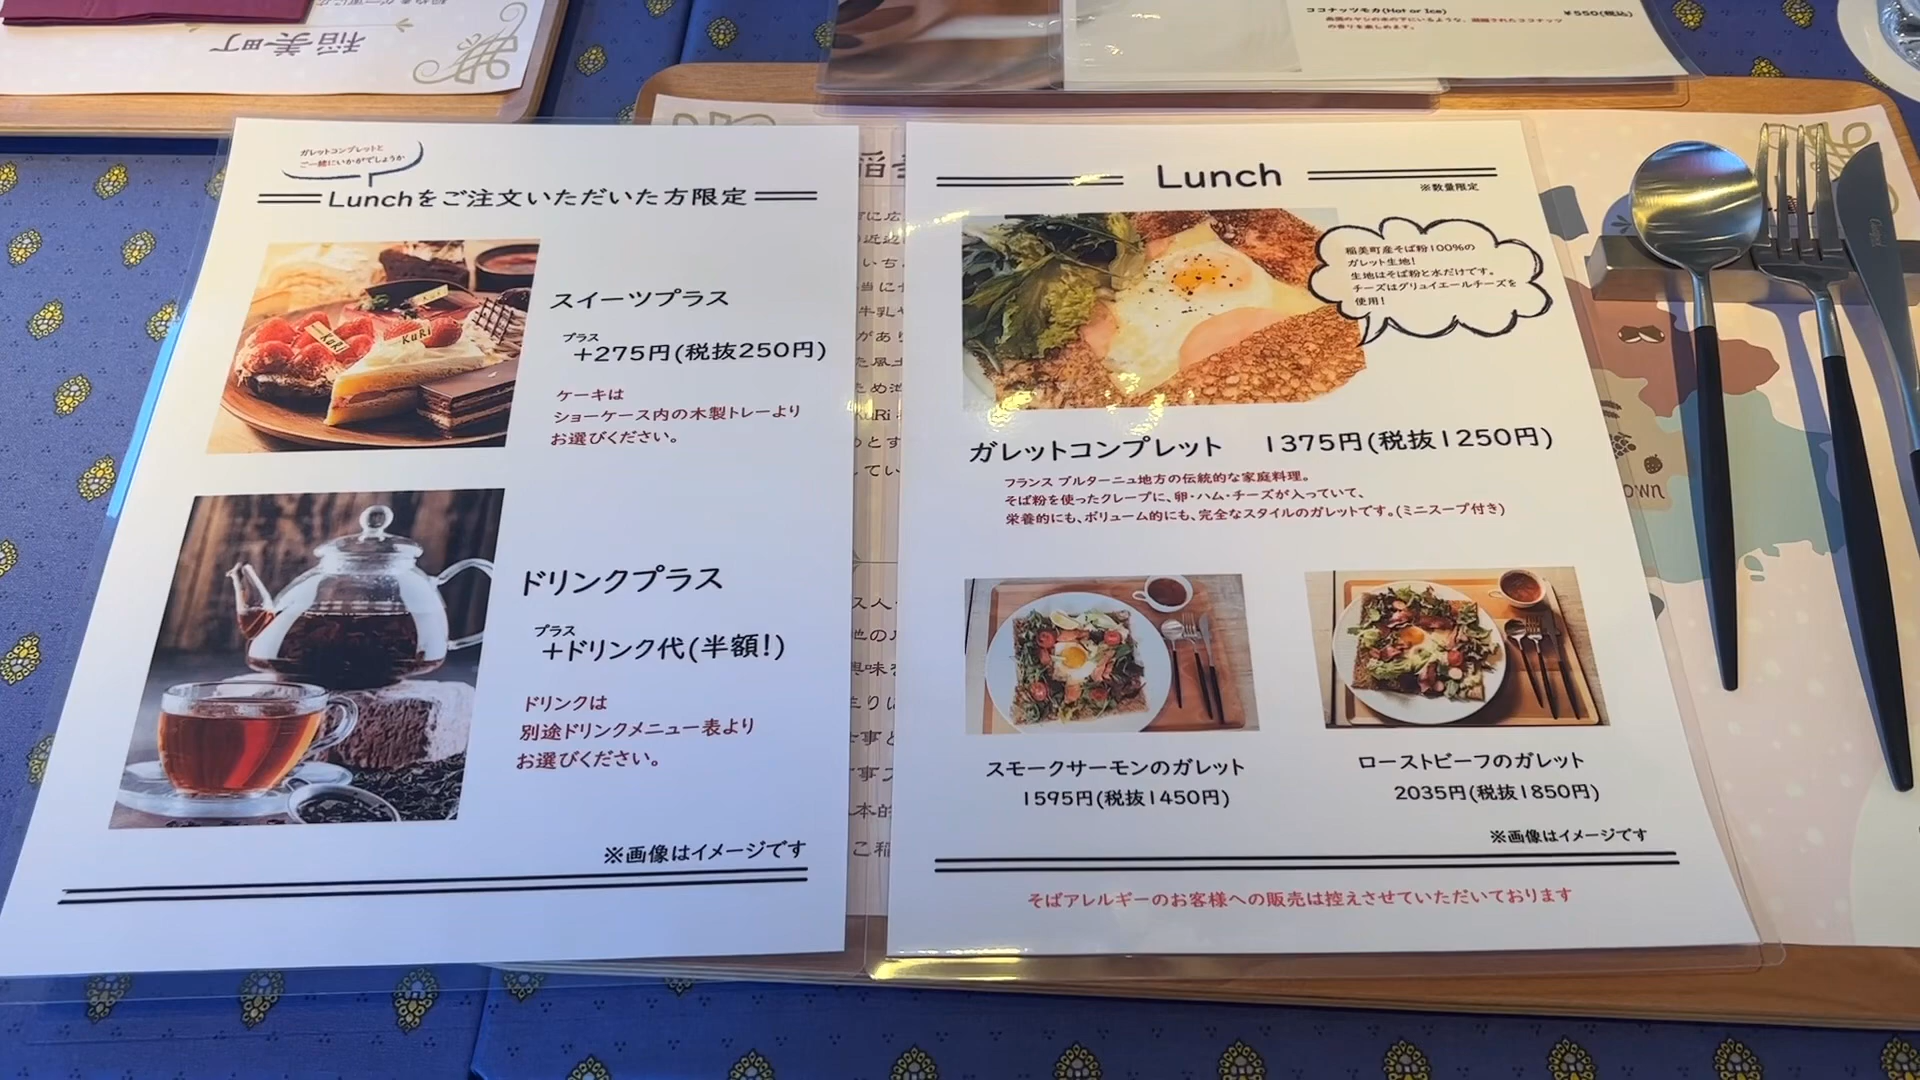 稲美町
ココナッツモカ(Hot or Ice)
¥550(税込)
ガレットコンプレットと
ご一緒にいかがでしょうか
Lunchをご注文いただいた方限定
KuRi
KuRi
スイーツプラス
プラス
+275円(税抜250円)
ケーキは
ショーケース内の木製トレーより
お選びください。
ドリンクプラス
プラス
+ドリンク代(半額!)
ドリンクは
別途ドリンクメニュー表より
お選びください。
※画像はイメージです
Lunch
※数量限定
稲美町産そば粉100%の
ガレット生地!
生地はそば粉と水だけです。
チーズはグリュイエールチーズを
使用!
ガレットコンプレット 1375円(税抜1250円)
フランス ブルターニュ地方の伝統的な家庭料理。
そば粉を使ったクレープに、卵・ハム・チーズが入っていて、
栄養的にも、ボリューム的にも、完全なスタイルのガレットです。(ミニスープ付き)
スモークサーモンのガレット
1595円(税抜1450円)
ローストビーフのガレット
2035円(税抜1850円)
※画像はイメージです
そばアレルギーのお客様への販売は控えさせていただいております